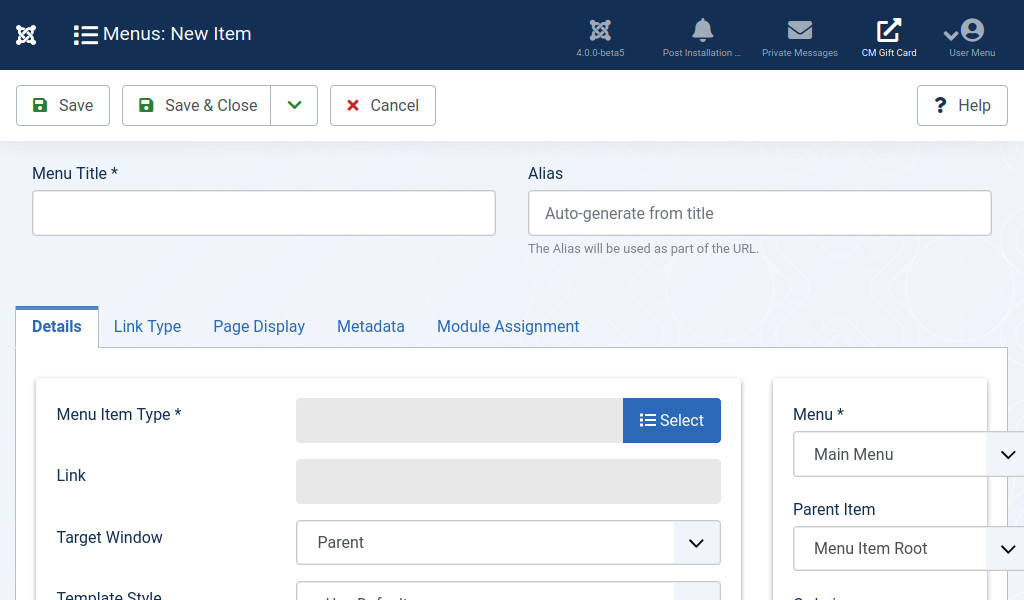 Menus: New Item
4.0.0-beta5
Post Installation ...
Private Messages
CM Gift Card
User Menu
Save
Save & Close
Cancel
? Help
Menu Title *
Alias
Auto-generate from title
The Alias will be used as part of the URL.
Details
Link Type
Page Display
Metadata
Module Assignment
Menu Item Type *
Select
Menu *
Main Menu
Link
Parent Item
Target Window
Parent
Menu Item Root
Template Style